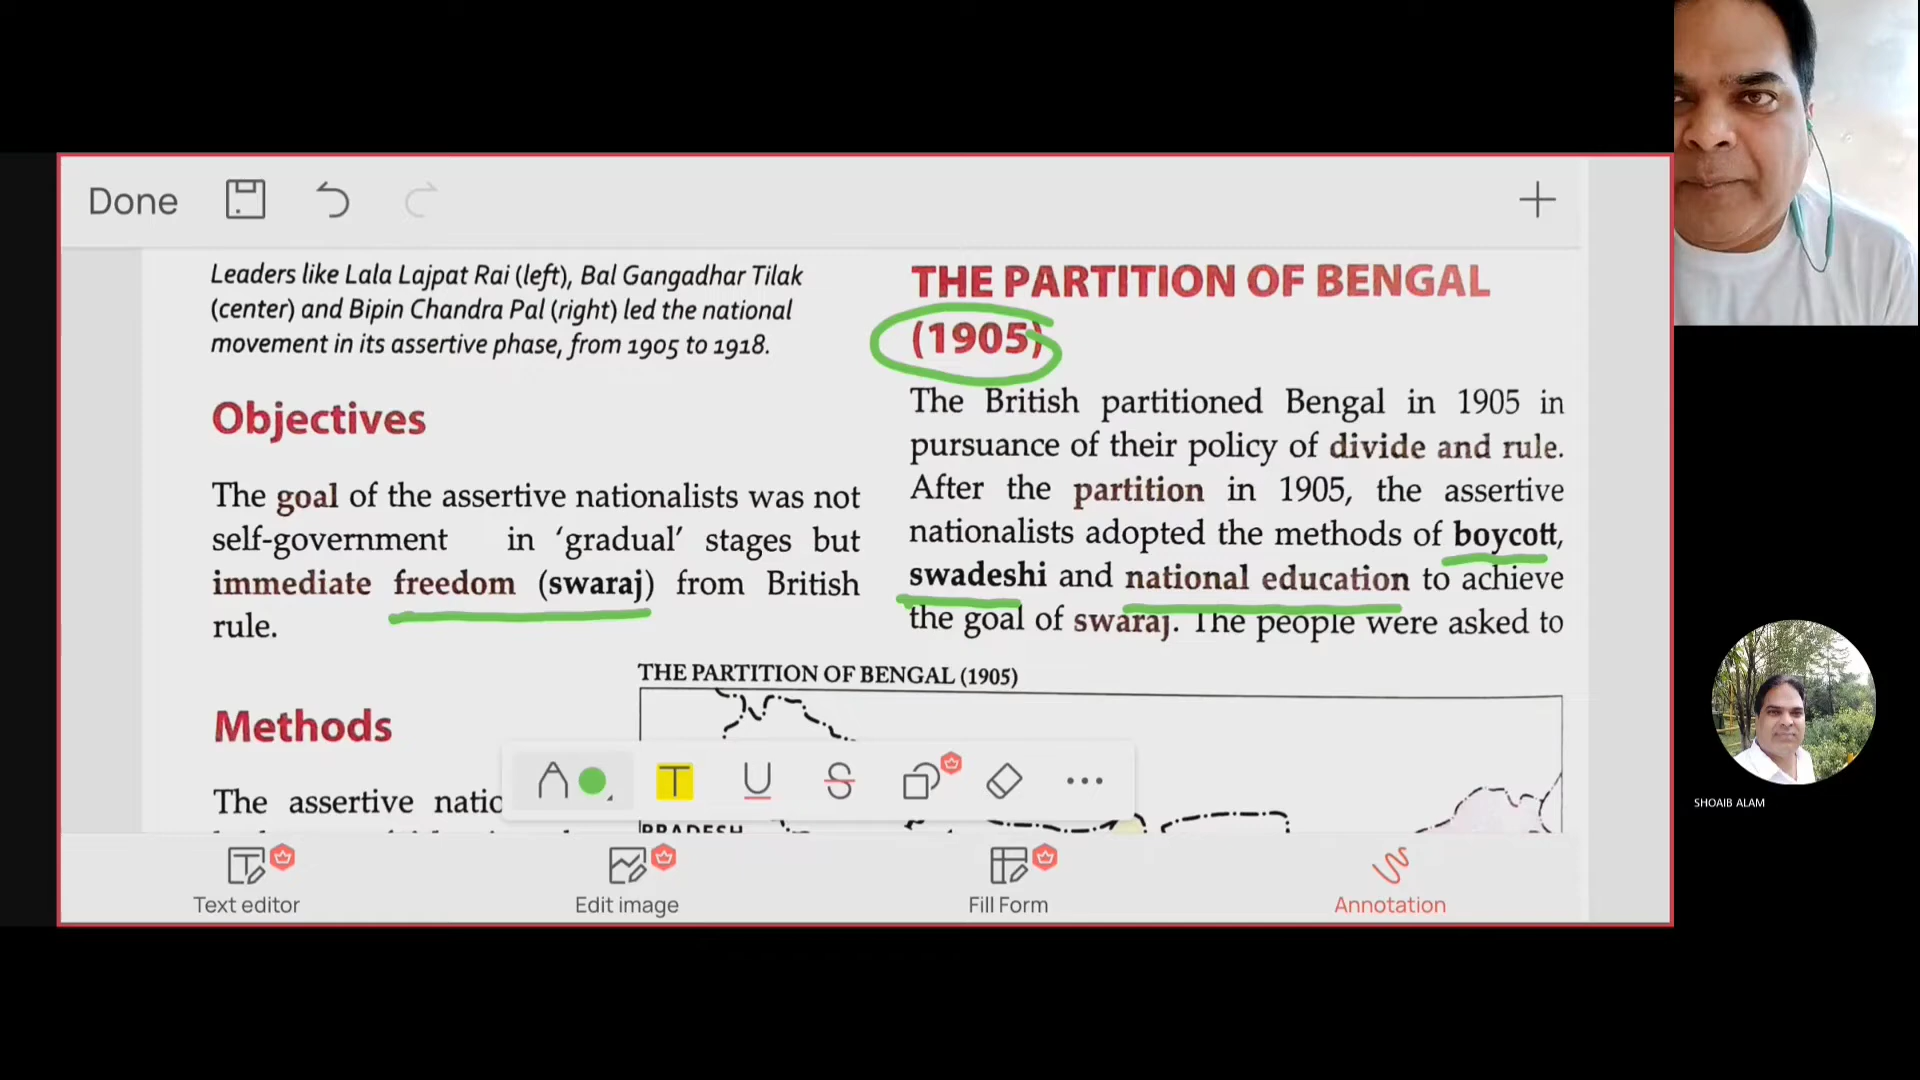 Done
Leaders like Lala Lajpat Rai (left), Bal Gangadhar Tilak
(center) and Bipin Chandra Pal (right) led the national
movement in its assertive phase, from 1905 to 1918.
Objectives
The goal of the assertive nationalists was not
self-government in ‘gradual’ stages but
immediate freedom (swaraj) from British
rule.
Methods
The assertive natio
THE PARTITION OF BENGAL
(1905)
The British partitioned Bengal in 1905 in
pursuance of their policy of divide and rule.
After the partition in 1905, the assertive
nationalists adopted the methods of boycott,
swadeshi and national education to achieve
the goal of swaraj. The people were asked to
THE PARTITION OF BENGAL (1905)
PRADESH
T U S
Text editor
Edit image
Fill Form
Annotation
SHOAIB ALAM